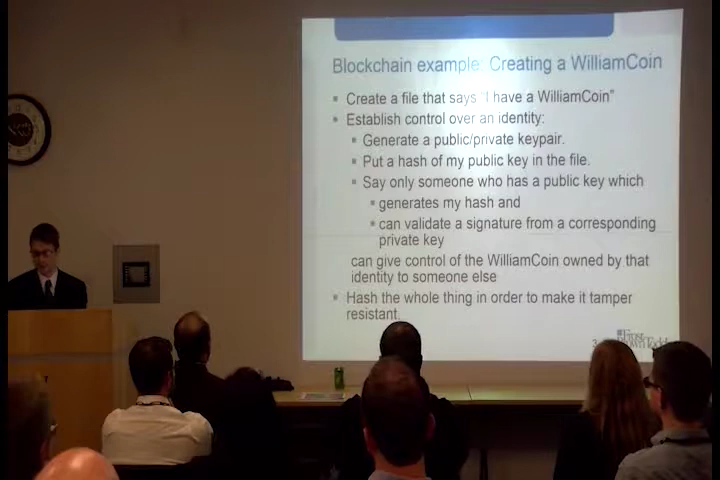 Blockchain example: Creating a WilliamCoin
Create a file that says "I have a WilliamCoin"
Establish control over an identity:
Generate a public/private keypair.
Put a hash of my public key in the file.
Say only someone who has a public key which
generates my hash and
can validate a signature from a corresponding
private key
can give control of the WilliamCoin owned by that
identity to someone else
Hash the whole thing in order to make it tamper
resistant.